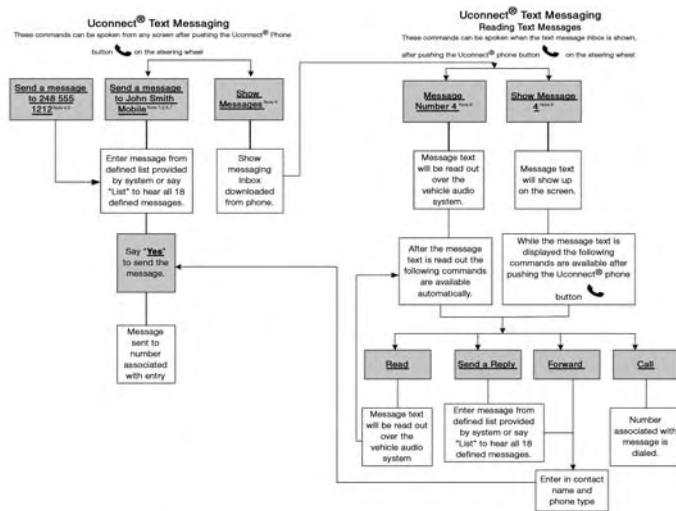 Uconnect® Text Messaging
These commands can be spoken from any screen after pushing the Uconnect® Phone
button on the steering wheel
Send a message
to 248 555
1212
Send a message
to John Smith
Mobile
Show
Messages
Enter message from
defined list provided
by system or say
"List" to hear all 18
defined messages.
Show
messaging
Inbox
downloaded
from phone.
Say "Yes"
to send the
message.
Message
sent to
number
associated
with entry
Uconnect® Text Messaging
Reading Text Messages
These commands can be spoken when the text message inbox is shown,
after pushing the Uconnect® phone button on the steering wheel:
Message
Number 4
Show Message
4
Message text
will be read out
over the
vehicle audio
system.
Message text
will show up
on the screen.
After the message
text is read out the
following commands
are available
automatically.
While the message text is
displayed the following
commands are available after
pushing the Uconnect® phone
button
Read
Send a Reply
Forward
Call
Message text
will be read out
over the
vehicle audio
system
Enter message from
defined list provided
by system or say
"List" to hear all 18
defined messages.
Number
associated with
message is
dialed.
Enter in contact
name and
phone type